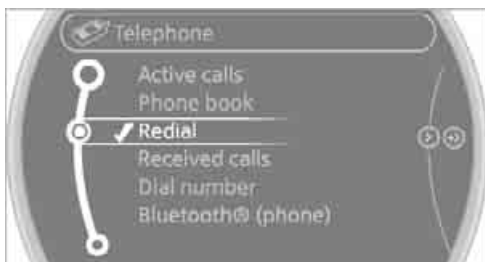 Telephone
Active calls
Phone book
Redial
Received calls
Dial number
Bluetooth® (phone)